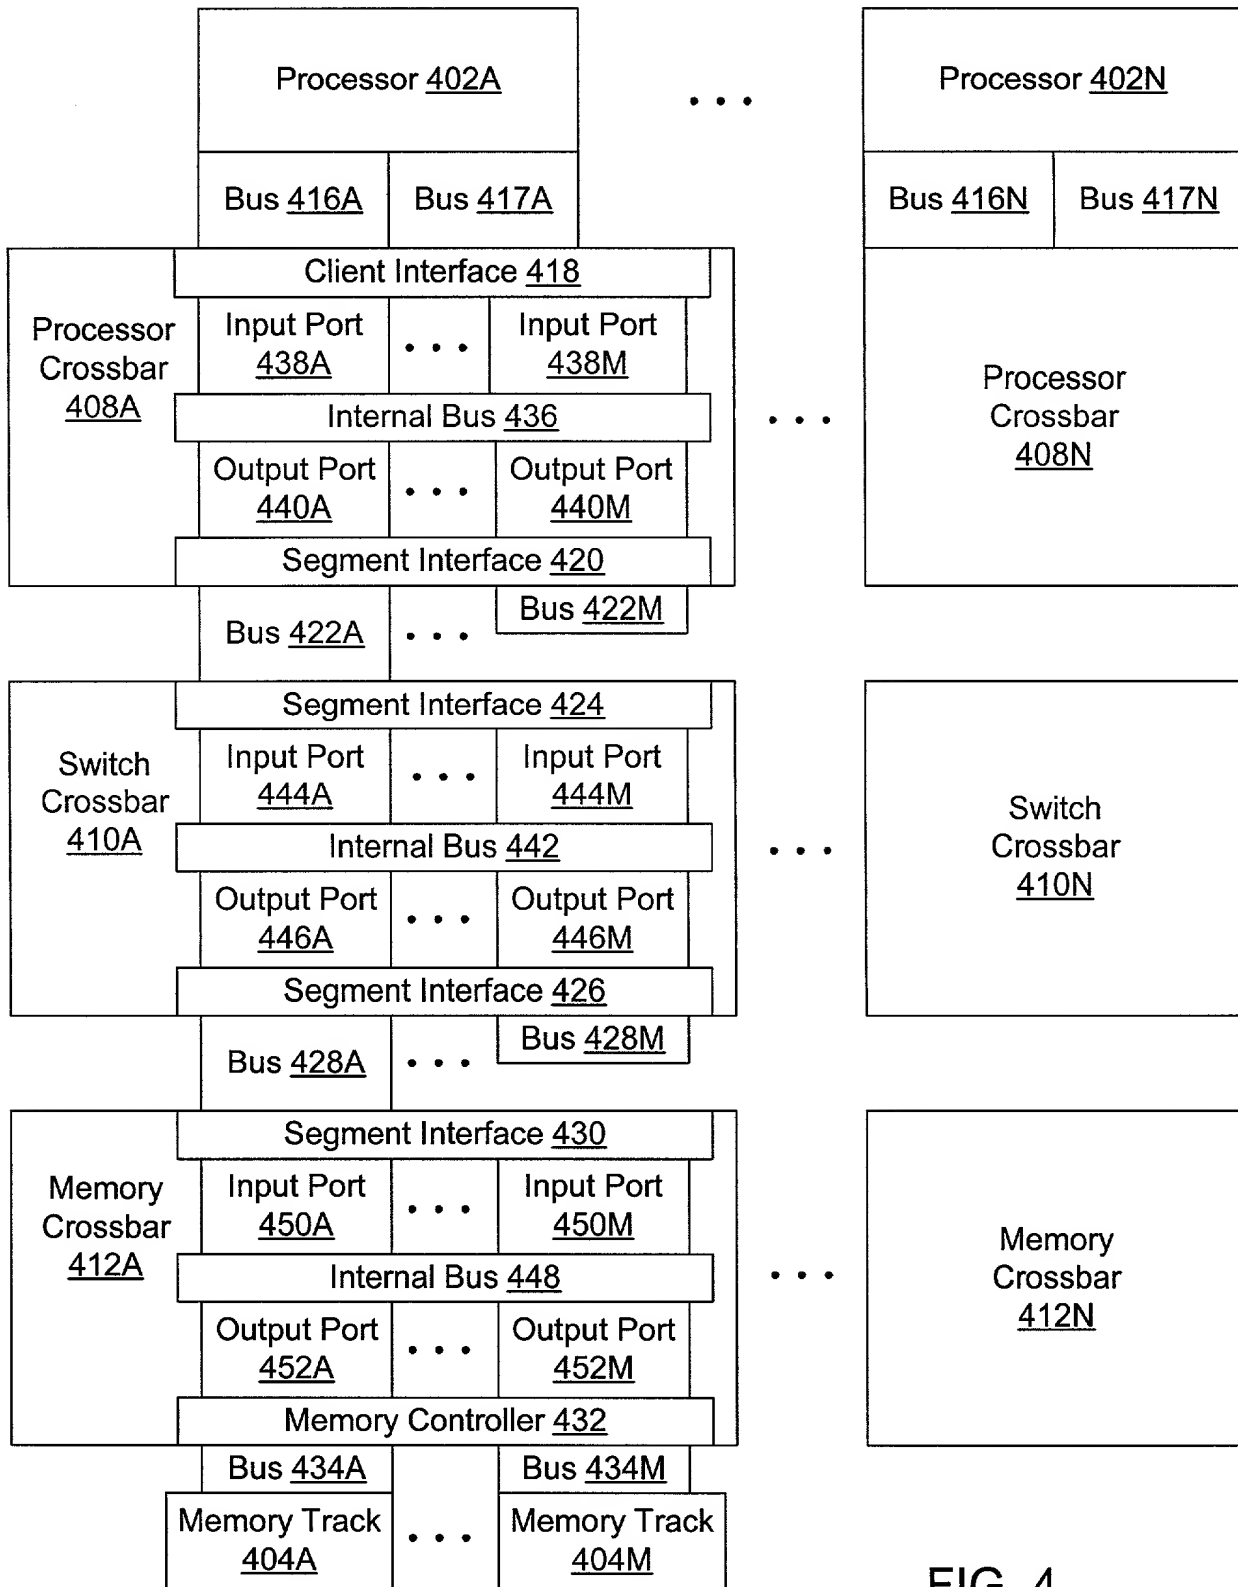 Processor 402A
Processor 402N
Bus 416A
Bus 417A
Bus 416N
Bus 417N
Client Interface 418
Processor
Crossbar
408A
Input Port
438A
Input Port
438M
Internal Bus 436
Output Port
440A
Output Port
440M
Segment Interface 420
Processor
Crossbar
408N
Bus 422A
Bus 422M
Segment Interface 424
Switch
Crossbar
410A
Input Port
444A
Input Port
444M
Internal Bus 442
Output Port
446A
Output Port
446M
Segment Interface 426
Switch
Crossbar
410N
Bus 428A
Bus 428M
Segment Interface 430
Memory
Crossbar
412A
Input Port
450A
Input Port
450M
Internal Bus 448
Output Port
452A
Output Port
452M
Memory Controller 432
Memory
Crossbar
412N
Bus 434A
Bus 434M
Memory Track
404A
Memory Track
404M
FIG. 4